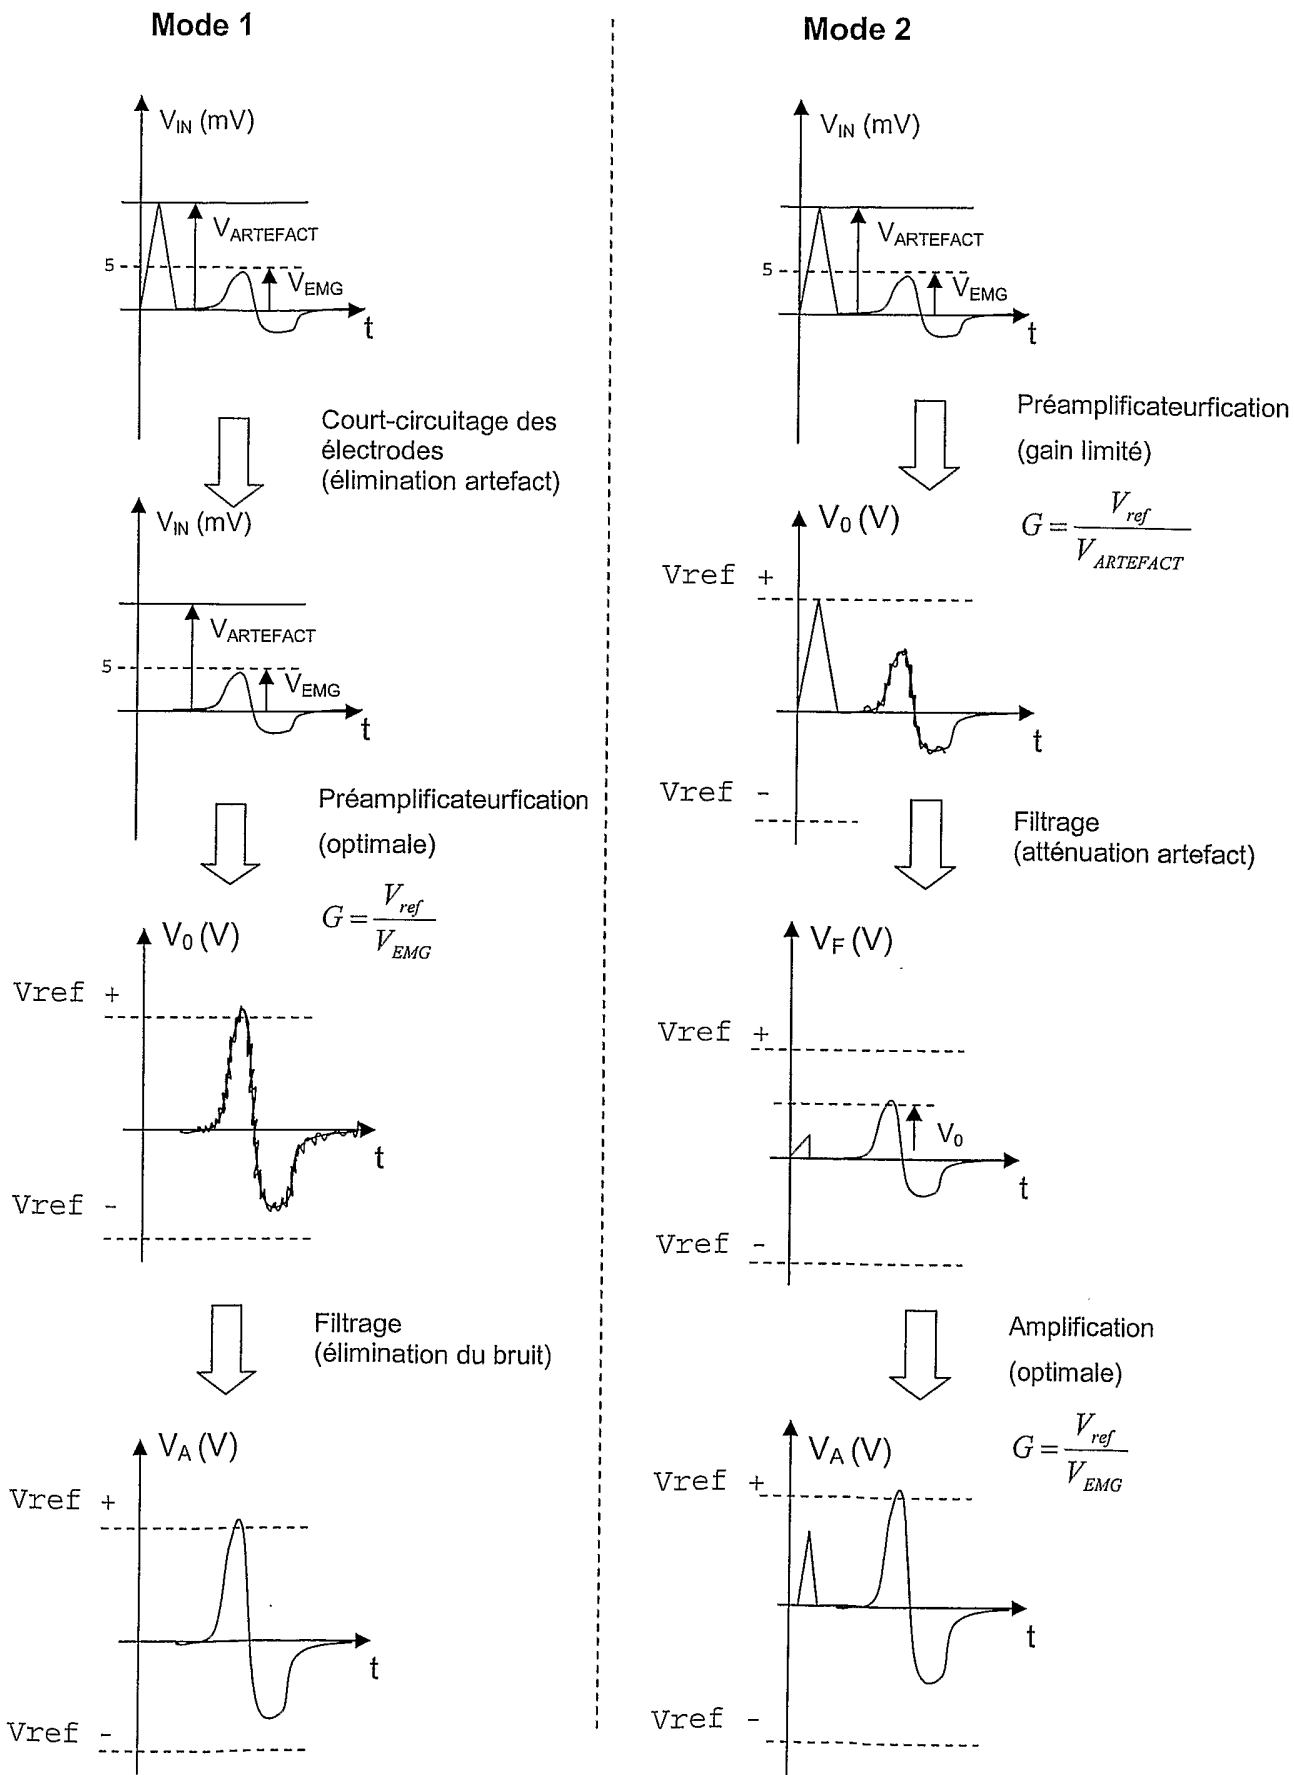 Mode 1
V_IN (mV)
V_ARTEFACT
5
V_EMG
t
Court-circuitage des
électrodes
(élimination artefact)
V_IN (mV)
V_ARTEFACT
5
V_EMG
t
Préamplificateurfication
(optimale)
G = V_ref / V_EMG
V_0 (V)
Vref +
t
Vref -
Filtrage
(élimination du bruit)
V_A (V)
Vref +
t
Vref -
Mode 2
V_IN (mV)
V_ARTEFACT
5
V_EMG
t
Préamplificateurfication
(gain limité)
G = V_ref / V_ARTEFACT
V_0 (V)
Vref +
t
Vref -
Filtrage
(atténuation artefact)
V_F (V)
Vref +
V_0
t
Vref -
Amplification
(optimale)
G = V_ref / V_EMG
V_A (V)
Vref +
t
Vref -